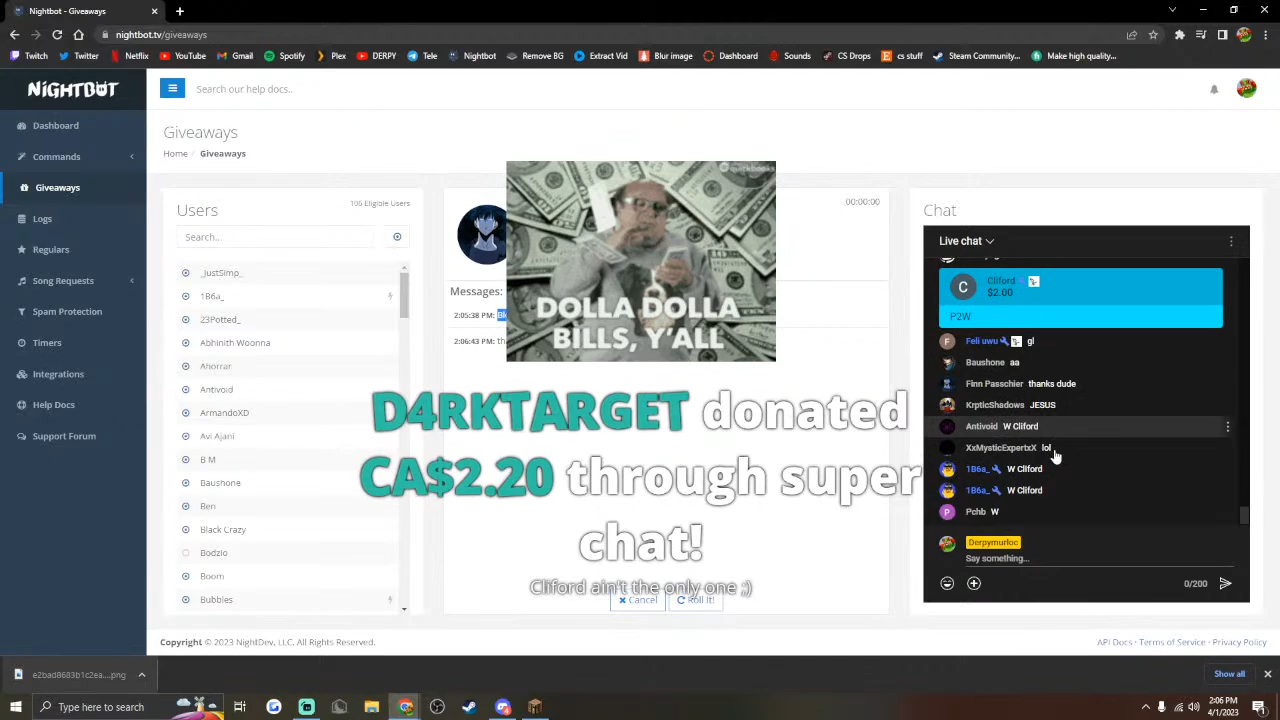 Nightbot - Giveaways
nightbot.tv/giveaways
Twitch
Twitter
Netflix
YouTube
Gmail
Spotify
Plex
DERPY
Tele
Nightbot
Remove BG
Extract Vid
Blur image
Dashboard
Sounds
CS Drops
cs stuff
Steam Communit...
Make high quality...
NIGHTBOT
Search our help docs..
Dashboard
Commands
Giveaways
Logs
Regulars
Song Requests
Spam Protection
Timers
Integrations
Help Docs
Support Forum
Giveaways
Home / Giveaways
Users
106 Eligible Users
Search...
_JustSimp_
1B6a_
23Potted_
Abhinith Woonna
Ahorrar
Antivoid
ArmandoXD
Avi Ajani
B M
Baushone
Ben
Black Crazy
Bodzio
Boom
Bubbles
00:00:00
Messages:
2:05:38 PM:
2:06:43 PM: th
quickbooks
DOLLA DOLLA
BILLS, Y'ALL
D4RKTARGET donated
CA$2.20 through super
chat!
Cliford ain't the only one ;)
Cancel
Roll It!
Chat
Live chat
C
Cliford
$2.00
P2W
F Feli uwu gl
Baushone aa
Finn Passchier thanks dude
KrpticShadows JESUS
Antivoid W Cliford
XxMysticExpertxX lol
1B6a_ W Cliford
1B6a_ W Cliford
P Pchb W
Derpymurloc
Say something...
0/200
Copyright © 2023 NightDev, LLC. All Rights Reserved.
API Docs · Terms of Service · Privacy Policy
e2bad8683b1c2ea....png
Show all
Type here to search
2:06 PM
4/1/2023